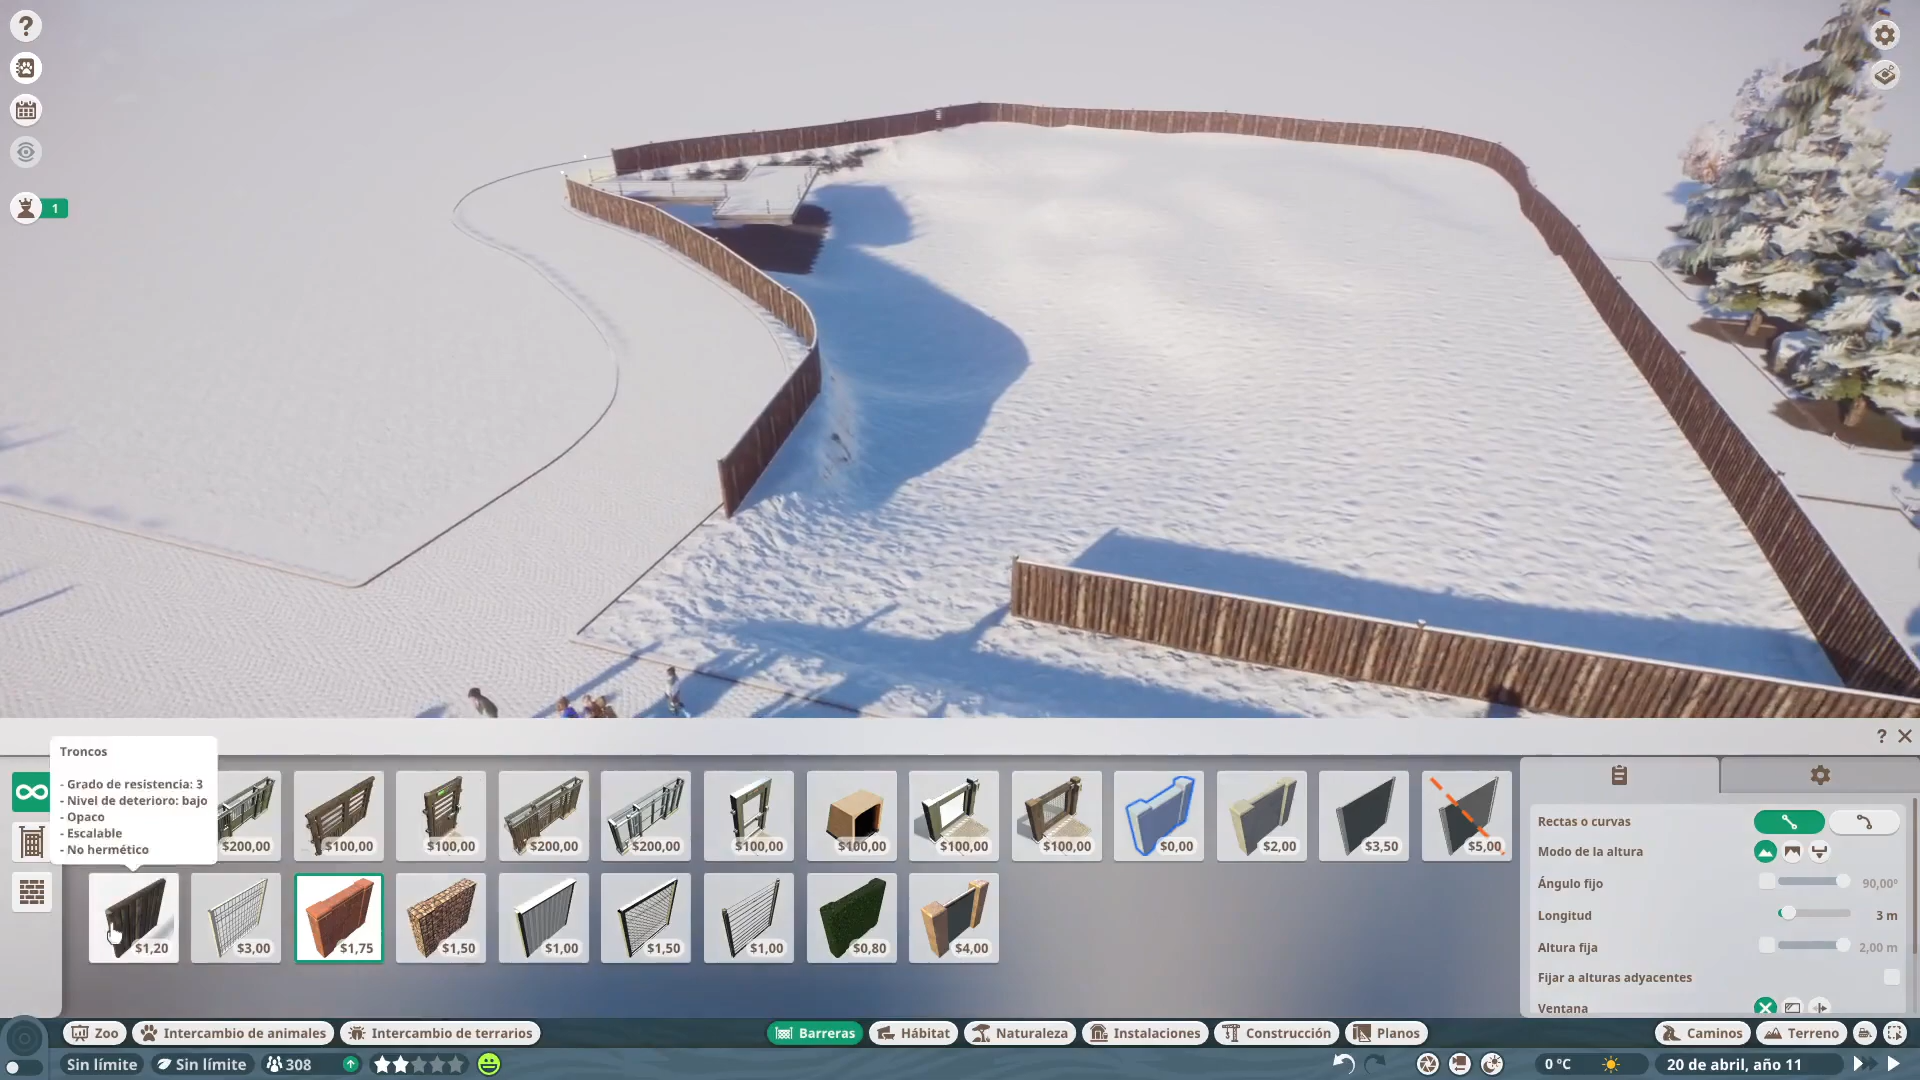 ?
1
? ✕
Troncos
- Grado de resistencia: 3
- Nivel de deterioro: bajo
- Opaco
- Escalable
- No hermético
$200,00
$100,00
$100,00
$200,00
$200,00
$100,00
$100,00
$100,00
$100,00
$0,00
$2,00
$3,50
$5,00
$1,20
$3,00
$1,75
$1,50
$1,00
$1,50
$1,00
$0,80
$4,00
Rectas o curvas
Modo de la altura
Ángulo fijo 90,00°
Longitud 3 m
Altura fija 2,00 m
Fijar a alturas adyacentes
Ventana
Zoo Intercambio de animales Intercambio de terrarios Barreras Hábitat Naturaleza Instalaciones Construcción Planos Caminos Terreno
Sin límite Sin límite 308 0 °C 20 de abril, año 11